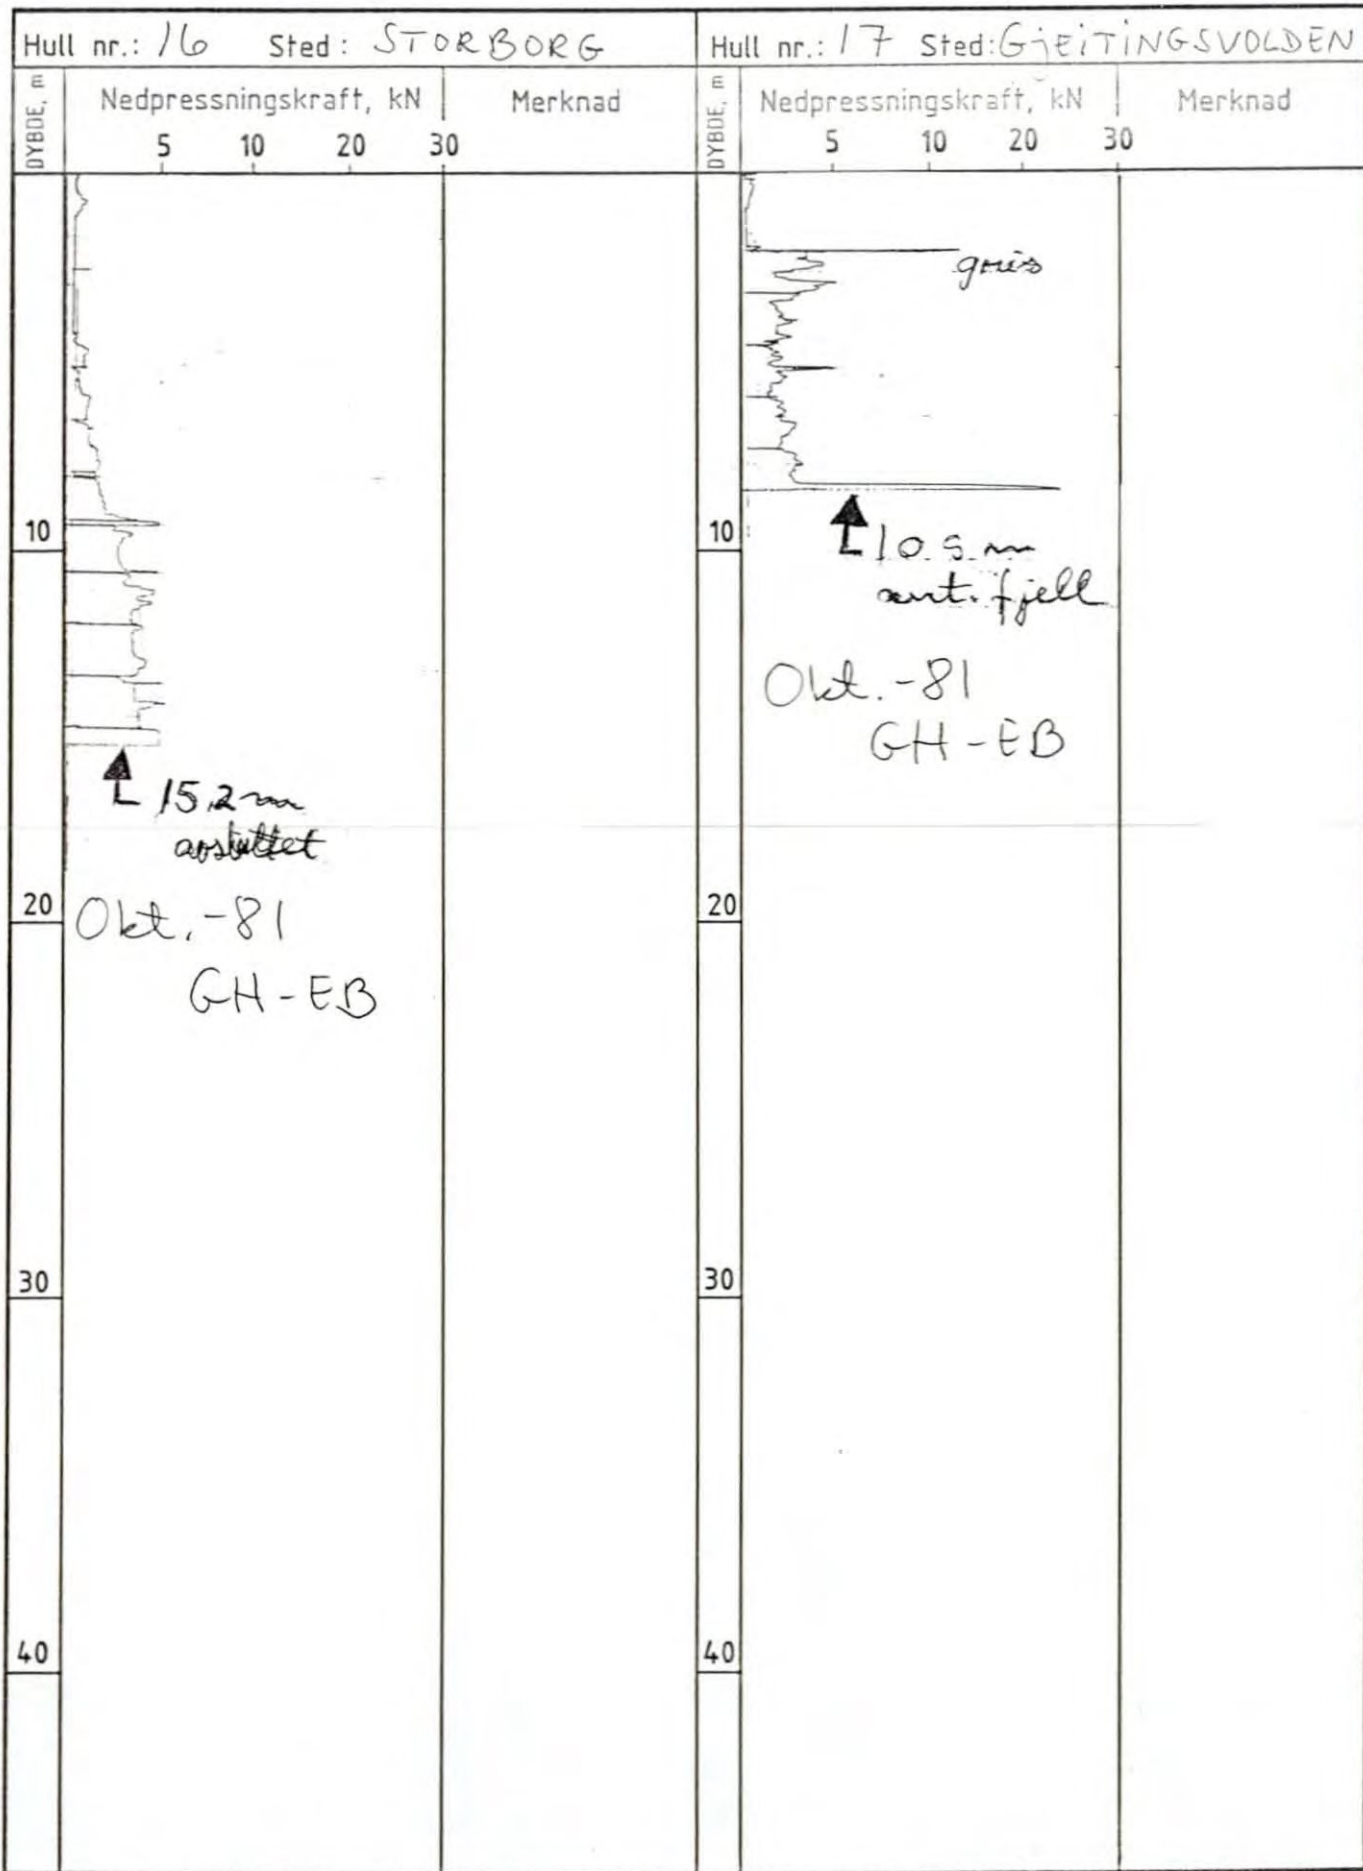 Hull nr.: 16 Sted: STORBORG
DYBDE, m
Nedpressningskraft, kN
Merknad
5 10 20 30
10
15,2 m
avsluttet
20
Okt. -81
GH-EB
30
40
Hull nr.: 17 Sted: GjEiTiNGSVOLDEN
DYBDE, m
Nedpressningskraft, kN
Merknad
5 10 20 30
grus
10
10.5 m
ant. fjell
Okt. -81
GH-EB
20
30
40